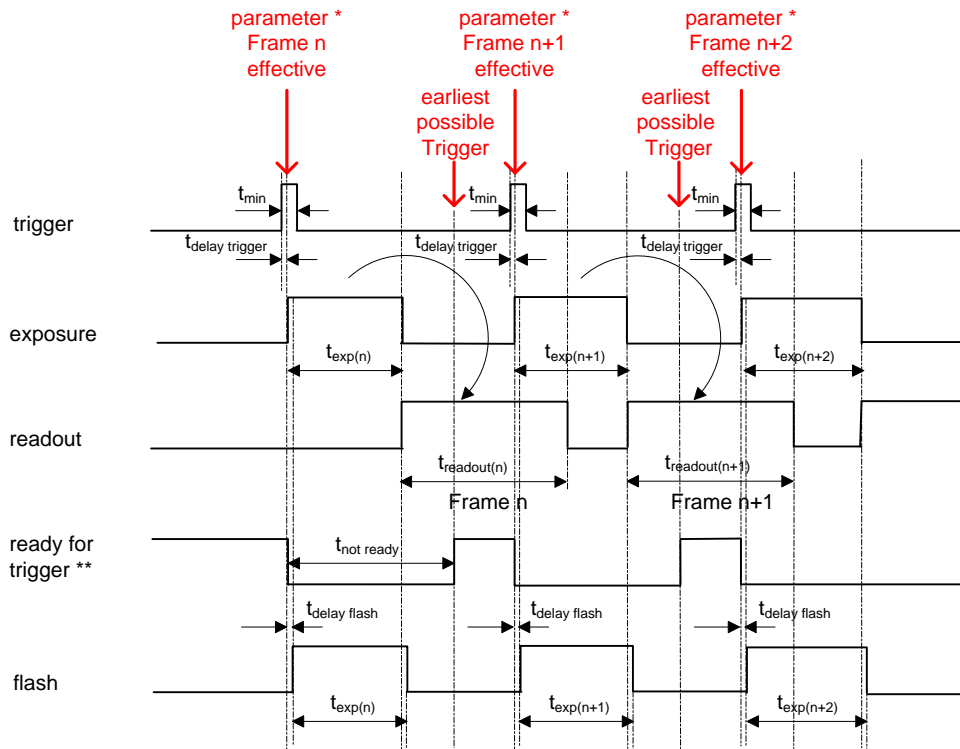 parameter *
Frame n
effective
parameter *
Frame n+1
effective
parameter *
Frame n+2
effective
earliest
possible
Trigger
earliest
possible
Trigger
trigger
tmin
tmin
tmin
tdelay trigger
tdelay trigger
tdelay trigger
exposure
texp(n)
texp(n+1)
texp(n+2)
readout
treadout(n)
treadout(n+1)
Frame n
Frame n+1
ready for
trigger **
tnot ready
tdelay flash
tdelay flash
tdelay flash
flash
texp(n)
texp(n+1)
texp(n+2)